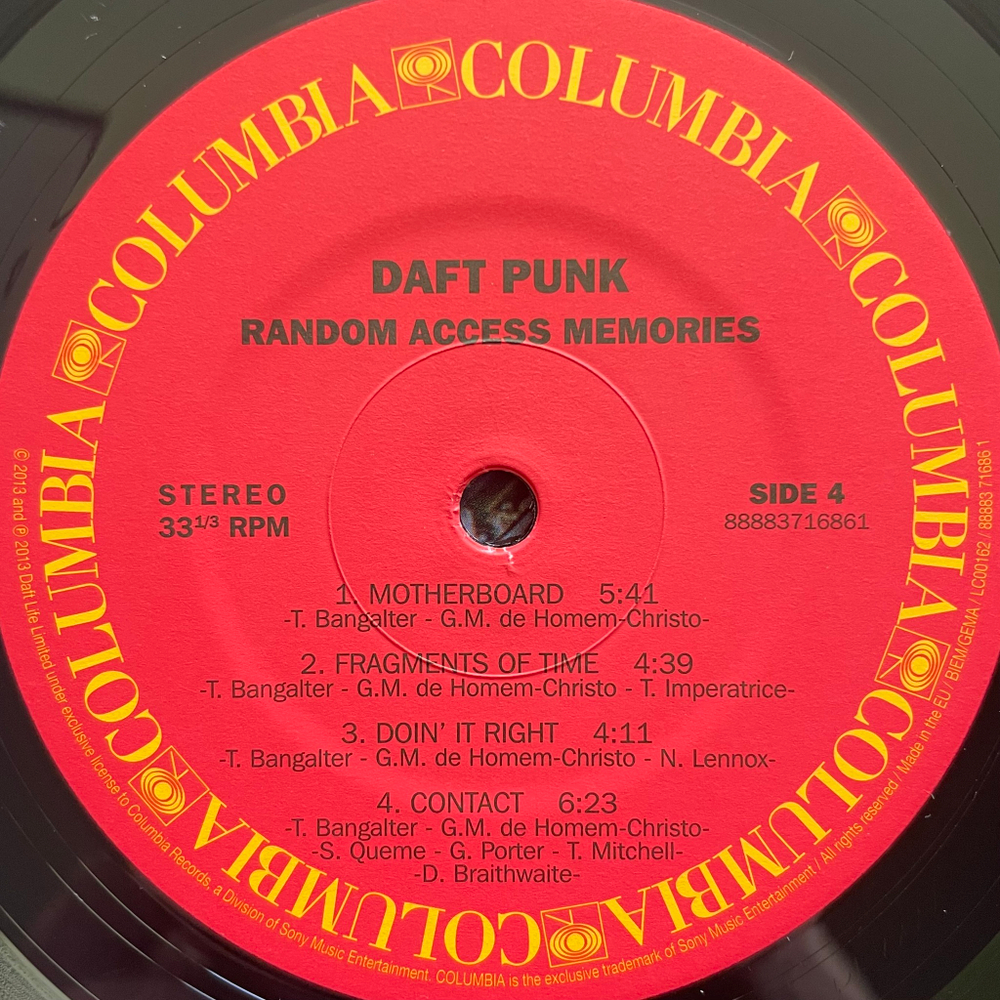 COLUMBIA COLUMBIA COLUMBIA COLUMBIA COLUMBIA COLUMBIA
DAFT PUNK
RANDOM ACCESS MEMORIES
STEREO
33 1/3 RPM
SIDE 4
88883716861
1. MOTHERBOARD 5:41
-T. Bangalter - G.M. de Homem-Christo-
2. FRAGMENTS OF TIME 4:39
-T. Bangalter - G.M. de Homem-Christo - T. Imperatrice-
3. DOIN' IT RIGHT 4:11
-T. Bangalter - G.M. de Homem-Christo - N. Lennox-
4. CONTACT 6:23
-T. Bangalter - G.M. de Homem-Christo-
-S. Queme - G. Porter - T. Mitchell-
-D. Braithwaite-
© 2013 and ℗ 2013 Daft Life Limited under exclusive license to Columbia Records, a Division of Sony Music Entertainment. COLUMBIA is the exclusive trademark of Sony Music Entertainment / All rights reserved / Made in the EU / BIEM/GEMA / LC00162 / 88883 71686 1